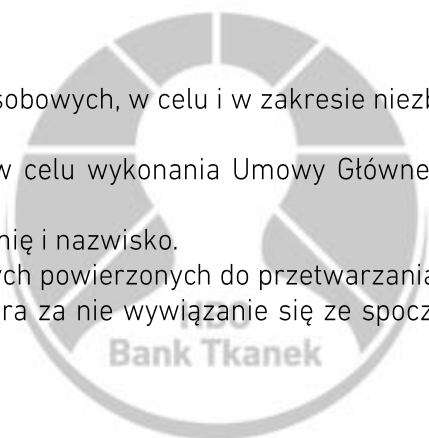 sobowych, w celu i w zakresie niezb
w celu wykonania Umowy Główne
nię i nazwisko.
ych powierzonych do przetwarzania
ra za nie wywiązanie się ze spocz
Bank Tkanek